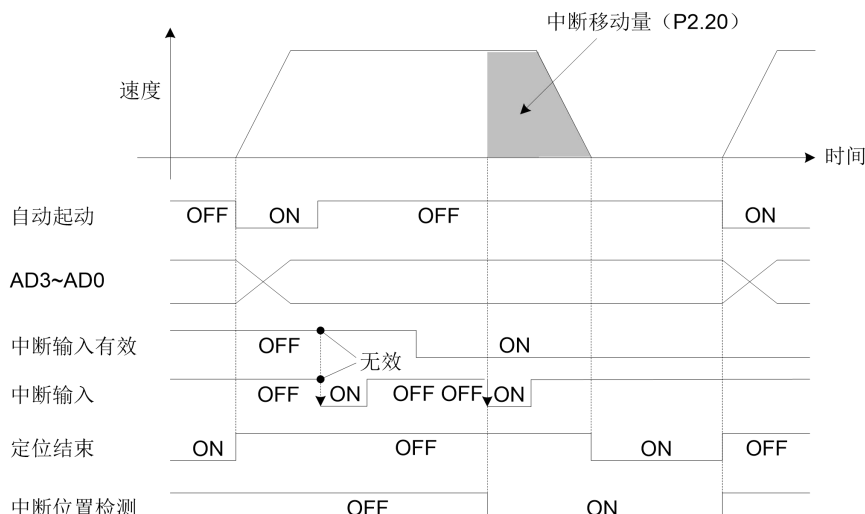 中断移动量（P2.20）
速度
时间
自动起动 OFF ON OFF ON
AD3~AD0
中断输入有效 OFF ON
无效
中断输入 OFF ON OFF OFF ON
定位结束 ON OFF ON OFF
中断位置检测 OFF ON